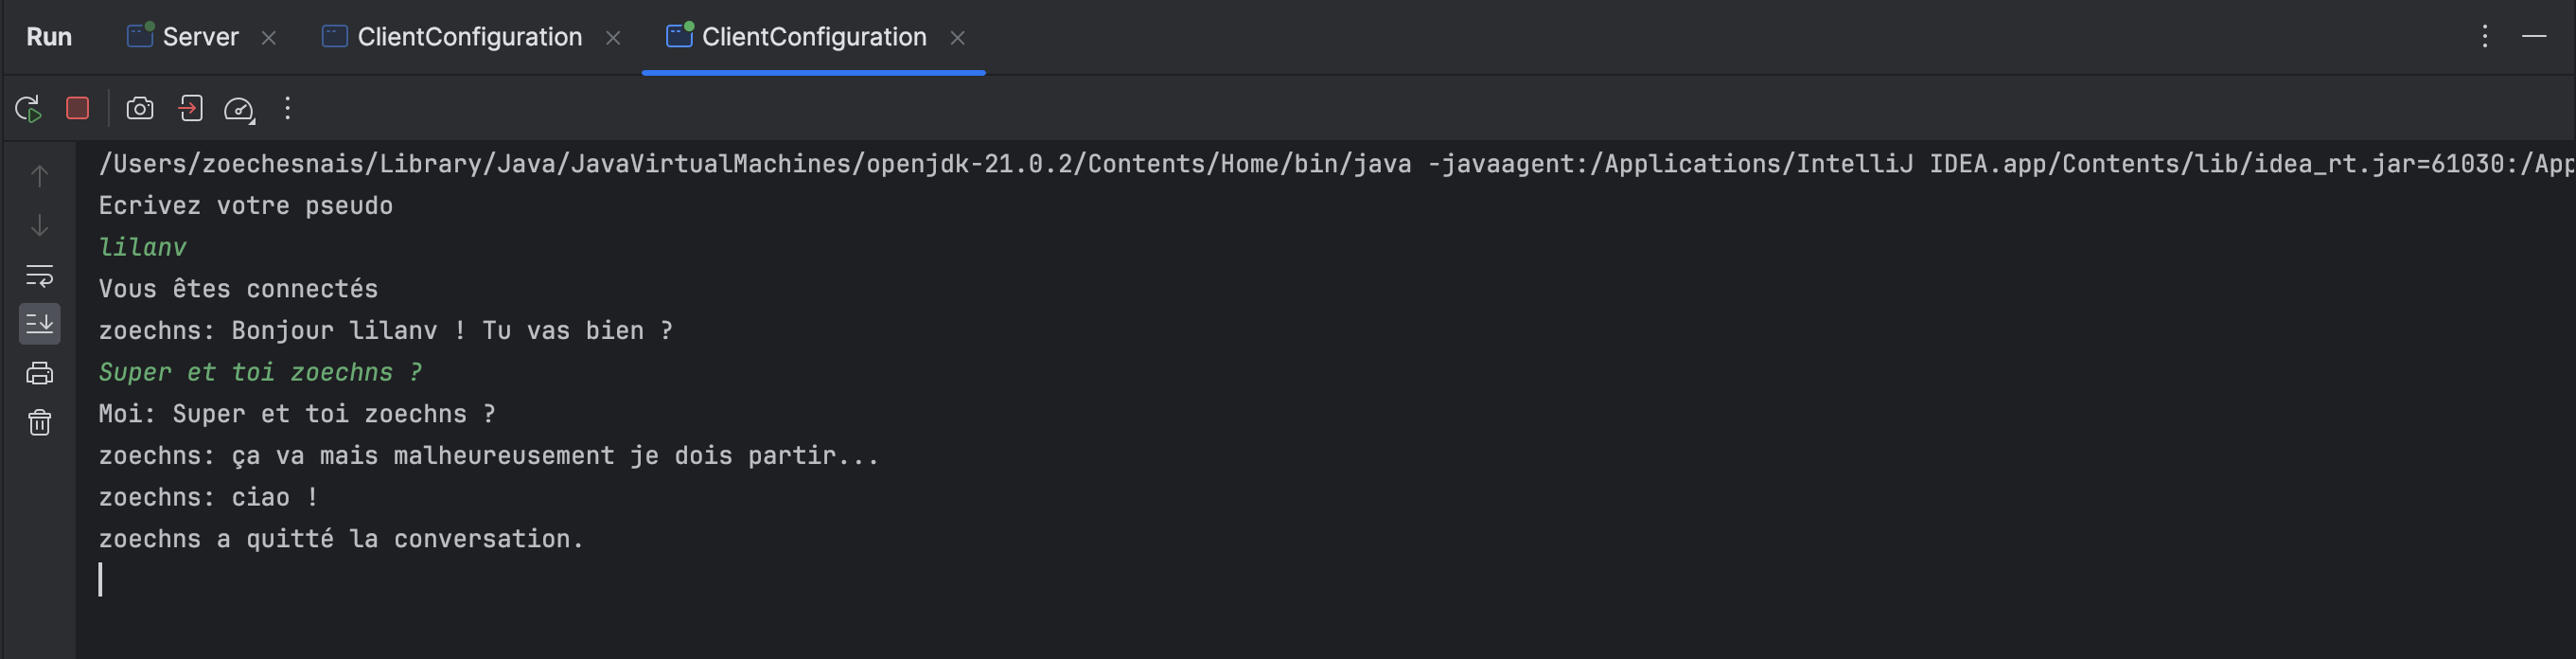 Run Server ClientConfiguration ClientConfiguration
/Users/zoechesnais/Library/Java/JavaVirtualMachines/openjdk-21.0.2/Contents/Home/bin/java -javaagent:/Applications/IntelliJ IDEA.app/Contents/lib/idea_rt.jar=61030:/App
Ecrivez votre pseudo
lilanv
Vous êtes connectés
zoechns: Bonjour lilanv ! Tu vas bien ?
Super et toi zoechns ?
Moi: Super et toi zoechns ?
zoechns: ça va mais malheureusement je dois partir...
zoechns: ciao !
zoechns a quitté la conversation.